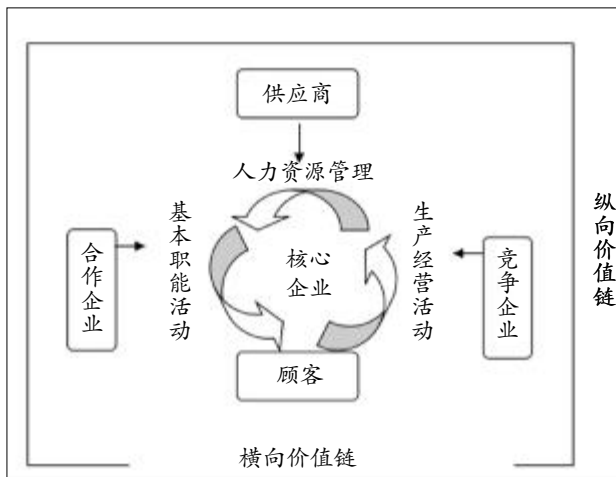 供应商
人力资源管理
基本职能活动
生产经营活动
纵向价值链
合作企业
核心
企业
竞争企业
顾客
横向价值链